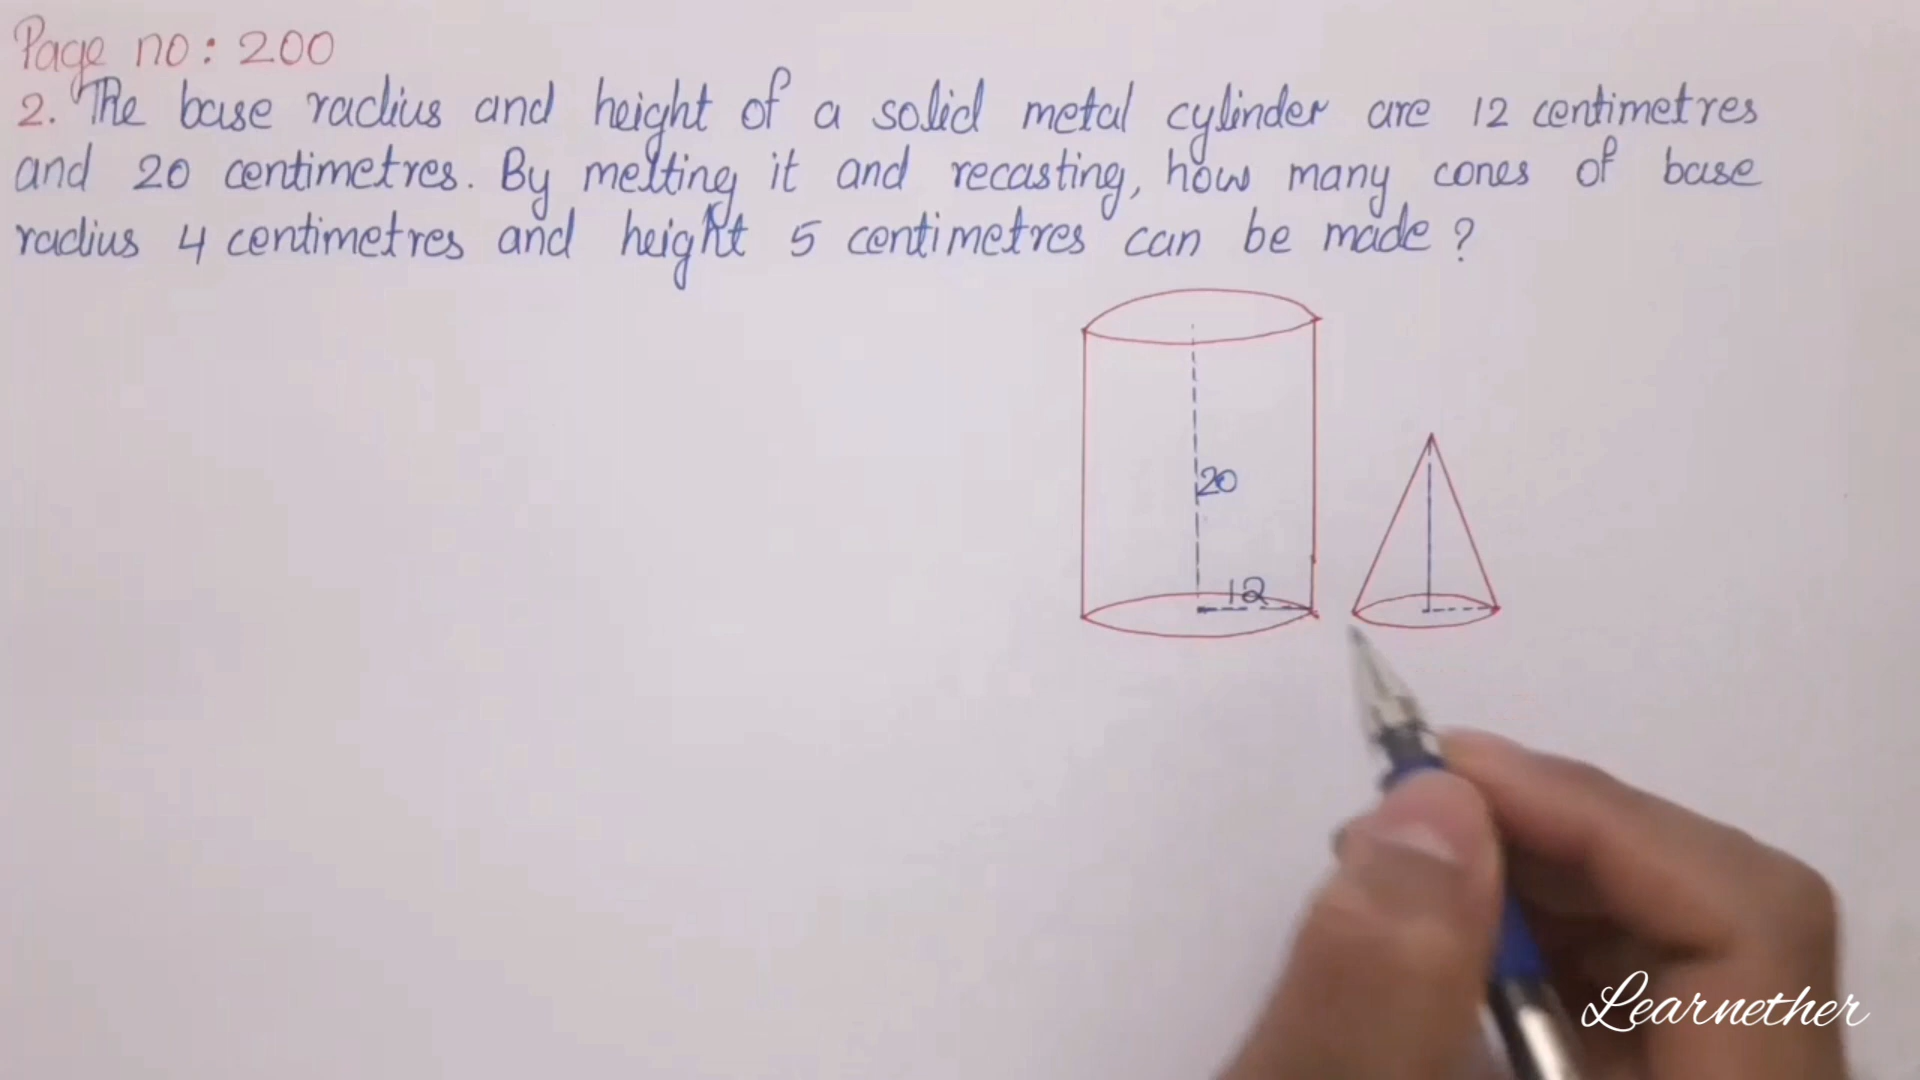 Page no: 200
2. The base radius and height of a solid metal cylinder are 12 centimetres
and 20 centimetres. By melting it and recasting, how many cones of base
radius 4 centimetres and height 5 centimetres can be made?
20
12
Learnether